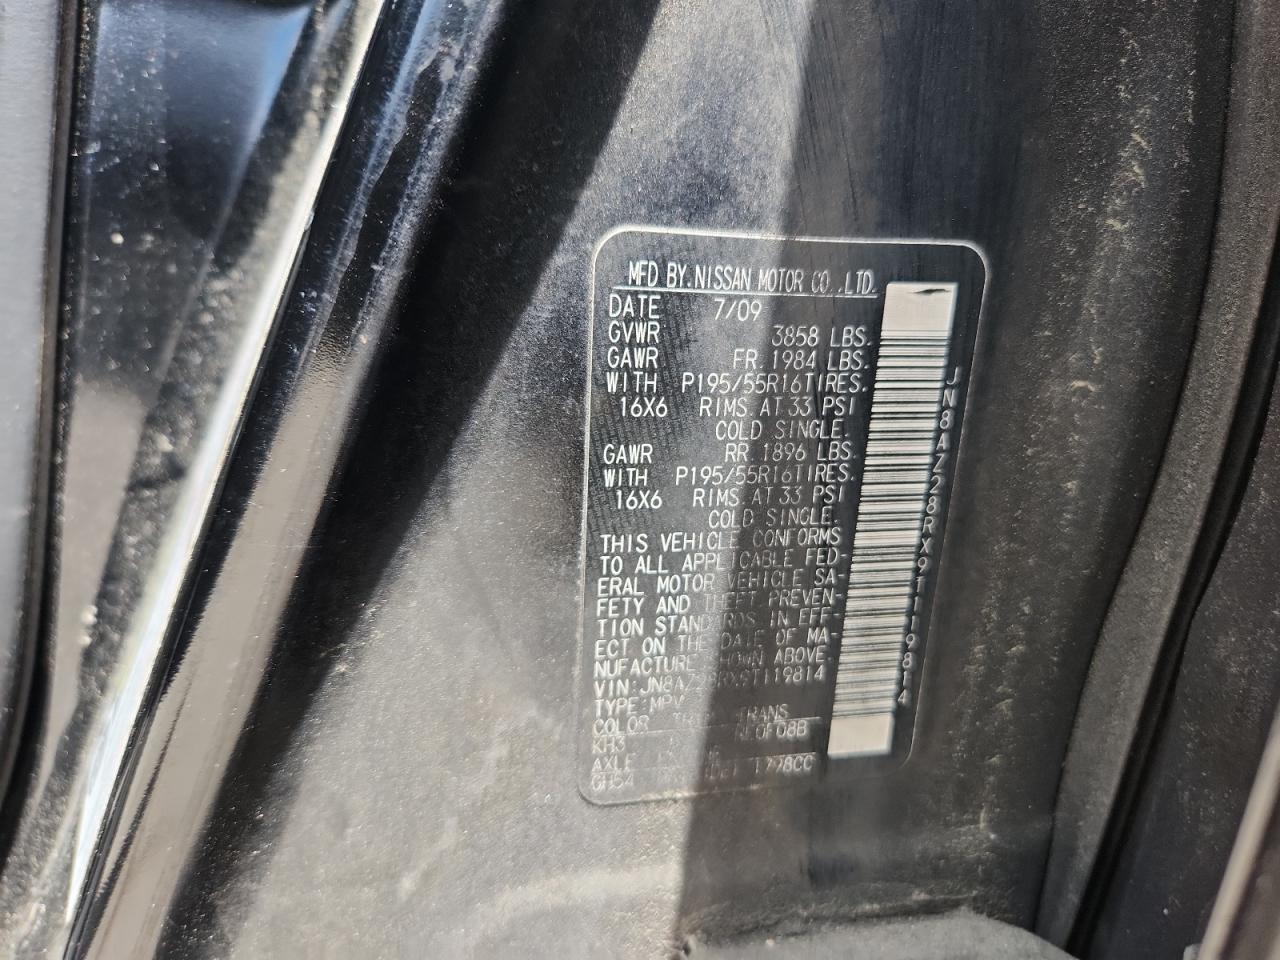 MFD BY.NISSAN MOTOR CO.,LTD.
DATE 7/09
GVWR 3858 LBS.
GAWR FR. 1984 LBS.
WITH P195/55R16TIRES.
16X6 RIMS. AT 33 PSI
COLD SINGLE.
GAWR RR. 1896 LBS.
WITH P195/55R16TIRES.
16X6 RIMS. AT 33 PSI
COLD SINGLE.
THIS VEHICLE CONFORMS
TO ALL APPLICABLE FED-
ERAL MOTOR VEHICLE SA-
FETY AND THEFT PREVEN-
TION STANDARDS IN EFF-
ECT ON THE DATE OF MA-
NUFACTURE SHOWN ABOVE.
VIN:JN8AZ28RX9T119814
TYPE:MPV
COLOR TRIM TRANS
KH3
AXLE
GH54 1798CC
JN8AZ28RX9T119814